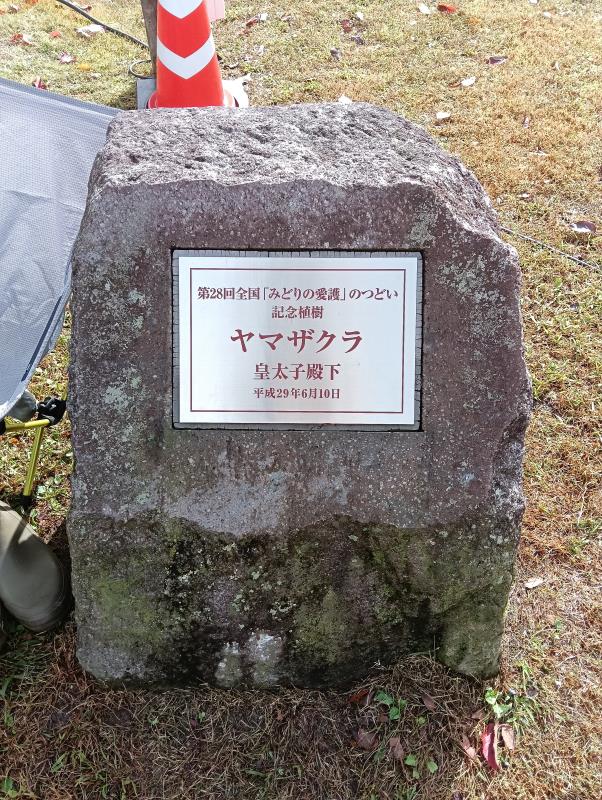 第28回全国「みどりの愛護」のつどい
記念植樹
ヤマザクラ
皇太子殿下
平成29年6月10日